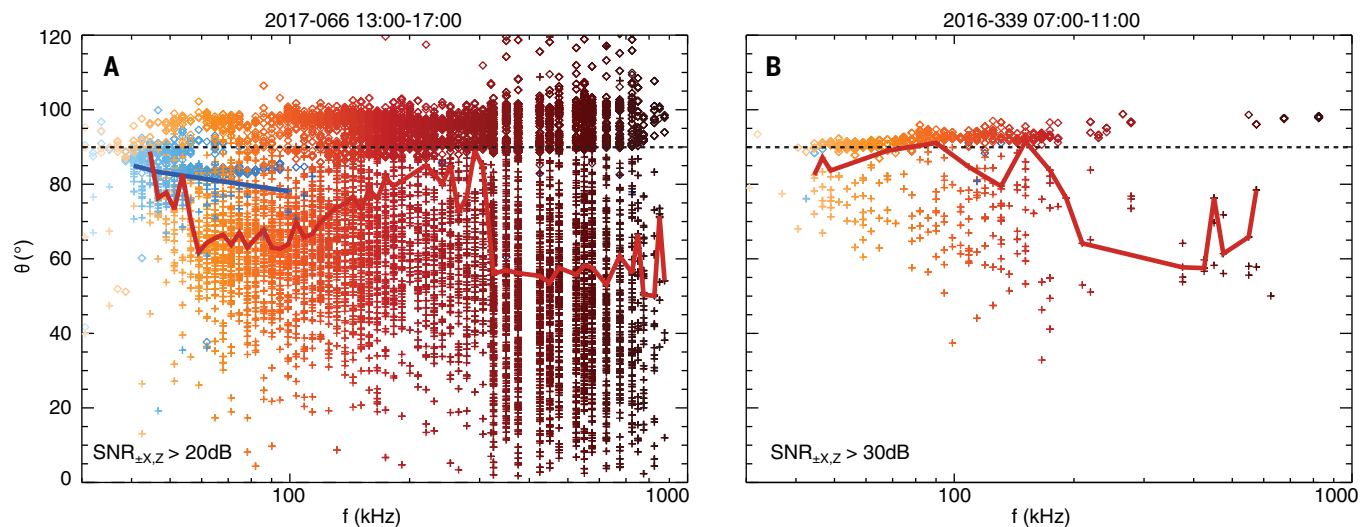 2017-066 13:00-17:00
2016-339 07:00-11:00
A
B
120
100
80
60
40
20
0
θ (°)
SNR±X,Z > 20dB
SNR±X,Z > 30dB
100
1000
100
1000
f (kHz)
f (kHz)